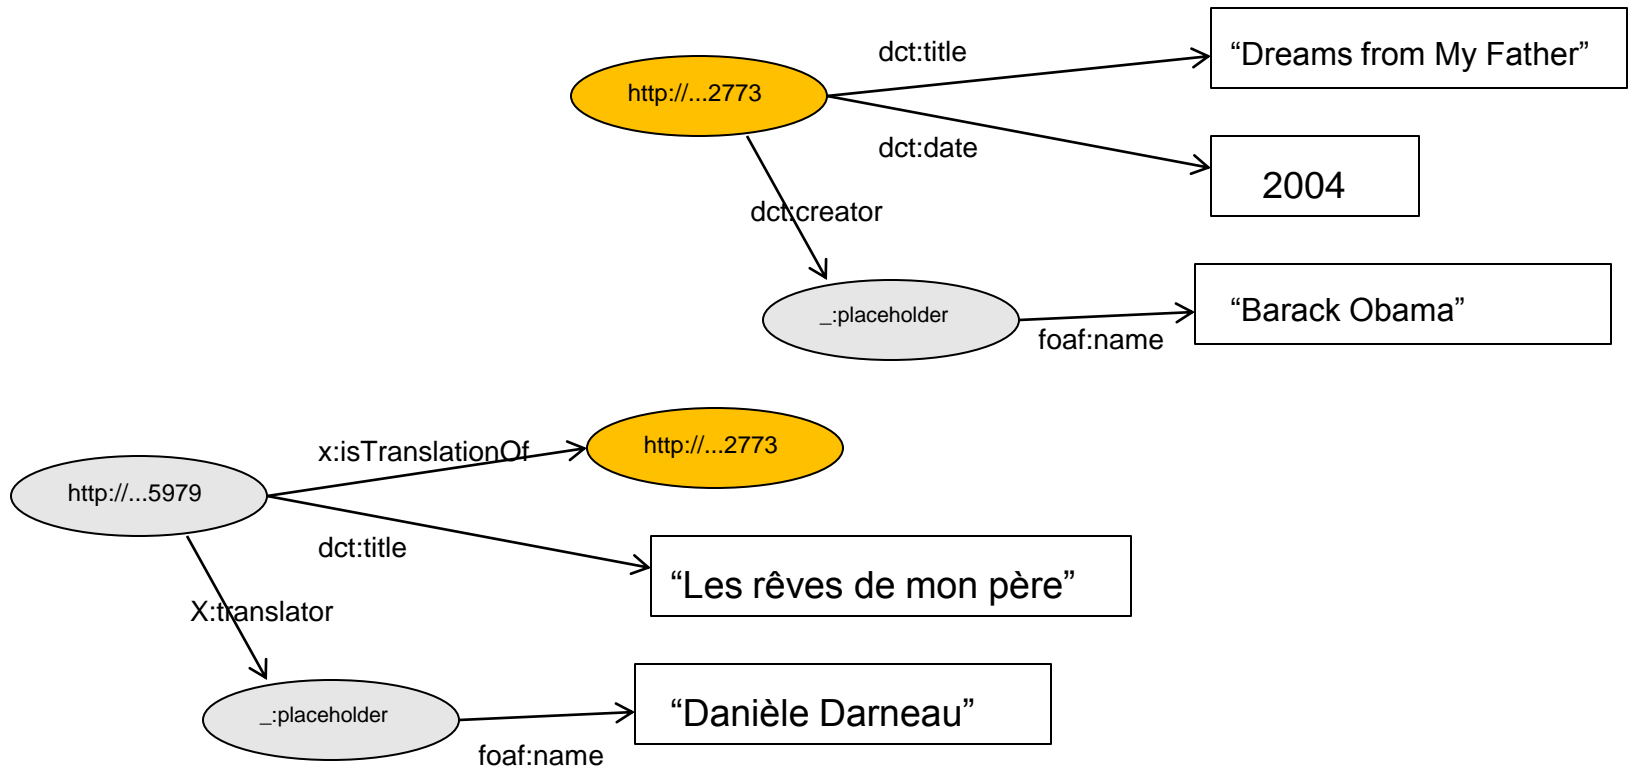 dct:title
“Dreams from My Father”
http://...2773
dct:date
2004
dct:creator
_:placeholder
“Barack Obama”
foaf:name
x:isTranslationOf
http://...2773
http://...5979
dct:title
“Les rêves de mon père”
X:translator
_:placeholder
“Danièle Darneau”
foaf:name